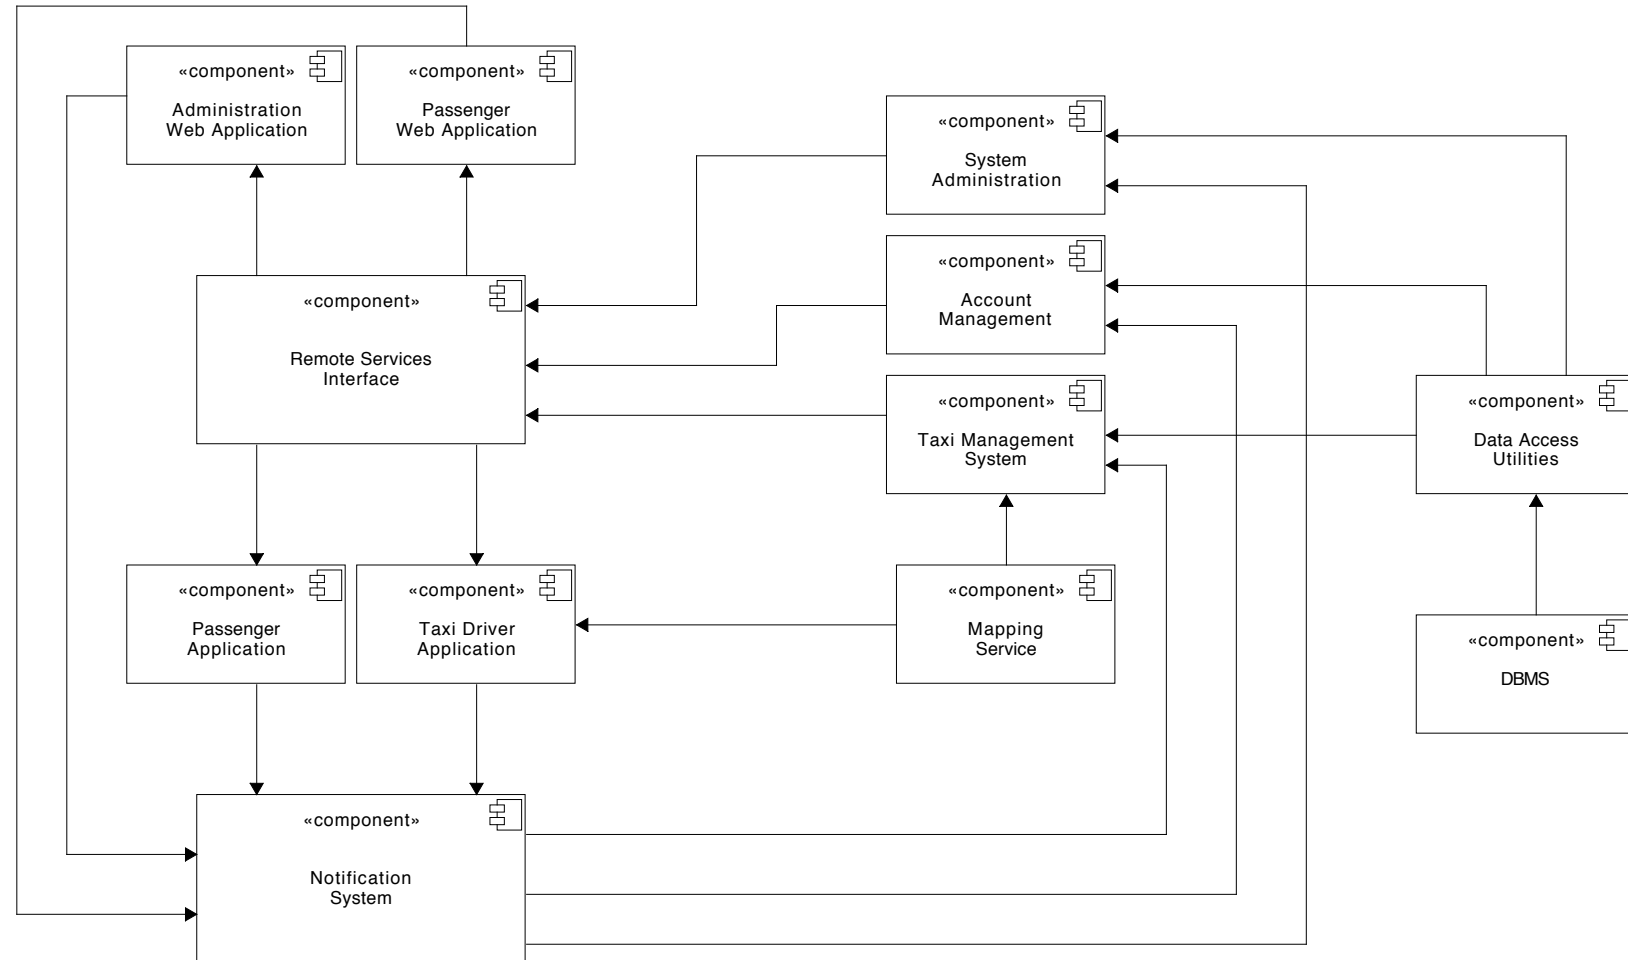 «component»
Administration
Web Application
«component»
Passenger
Web Application
«component»
System
Administration
«component»
Account
Management
«component»
Remote Services
Interface
«component»
Taxi Management
System
«component»
Data Access
Utilities
«component»
Passenger
Application
«component»
Taxi Driver
Application
«component»
Mapping
Service
«component»
DBMS
«component»
Notification
System